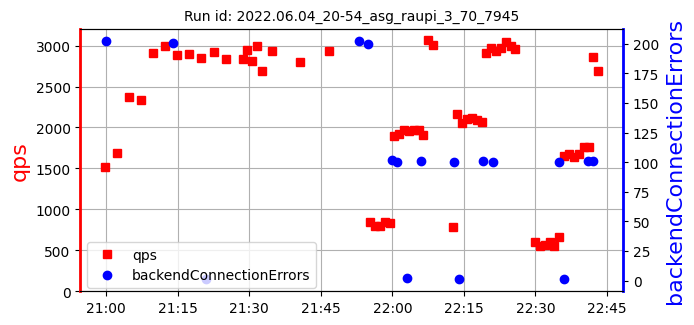 Run id: 2022.06.04_20-54_asg_raupi_3_70_7945
3000
2500
2000
1500
1000
500
0
qps
200
175
150
125
100
75
50
25
0
backendConnectionErrors
qps
backendConnectionErrors
21:00 21:15 21:30 21:45 22:00 22:15 22:30 22:45